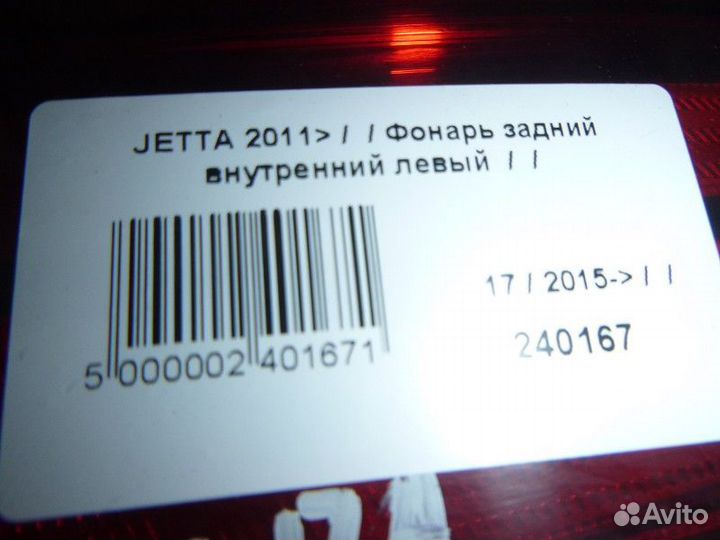 JETTA 2011> / / Фонарь задний
внутренний левый / /
17 / 2015-> / /
240167
5 000002 401671
Avito